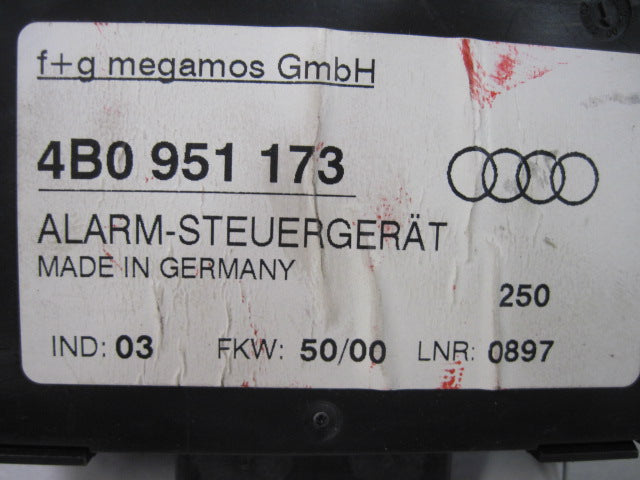 f+g megamos GmbH
4B0 951 173
ALARM-STEUERGERÄT
MADE IN GERMANY
250
IND: 03 FKW: 50/00 LNR: 0897